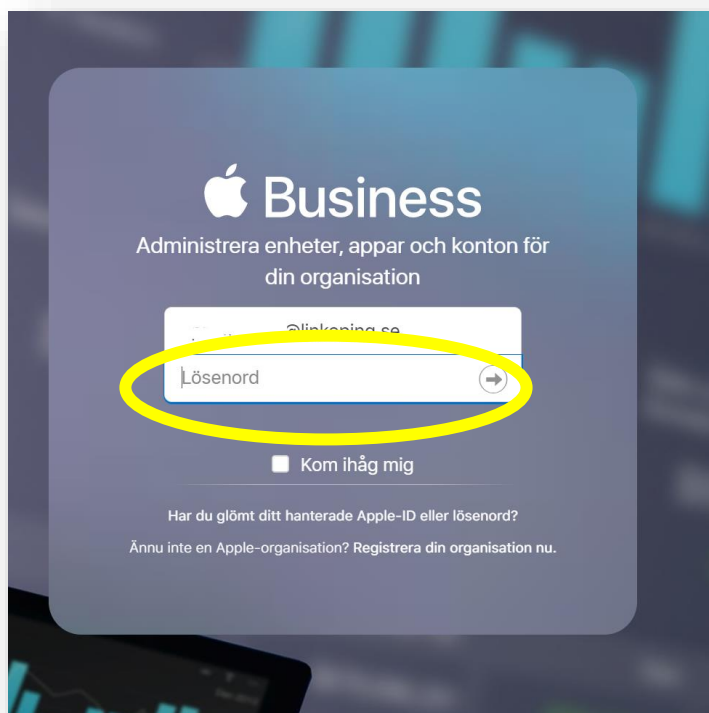 Business
Administrera enheter, appar och konton för
din organisation
@linkoping.se
Lösenord
Kom ihåg mig
Har du glömt ditt hanterade Apple-ID eller lösenord?
Ännu inte en Apple-organisation? Registrera din organisation nu.